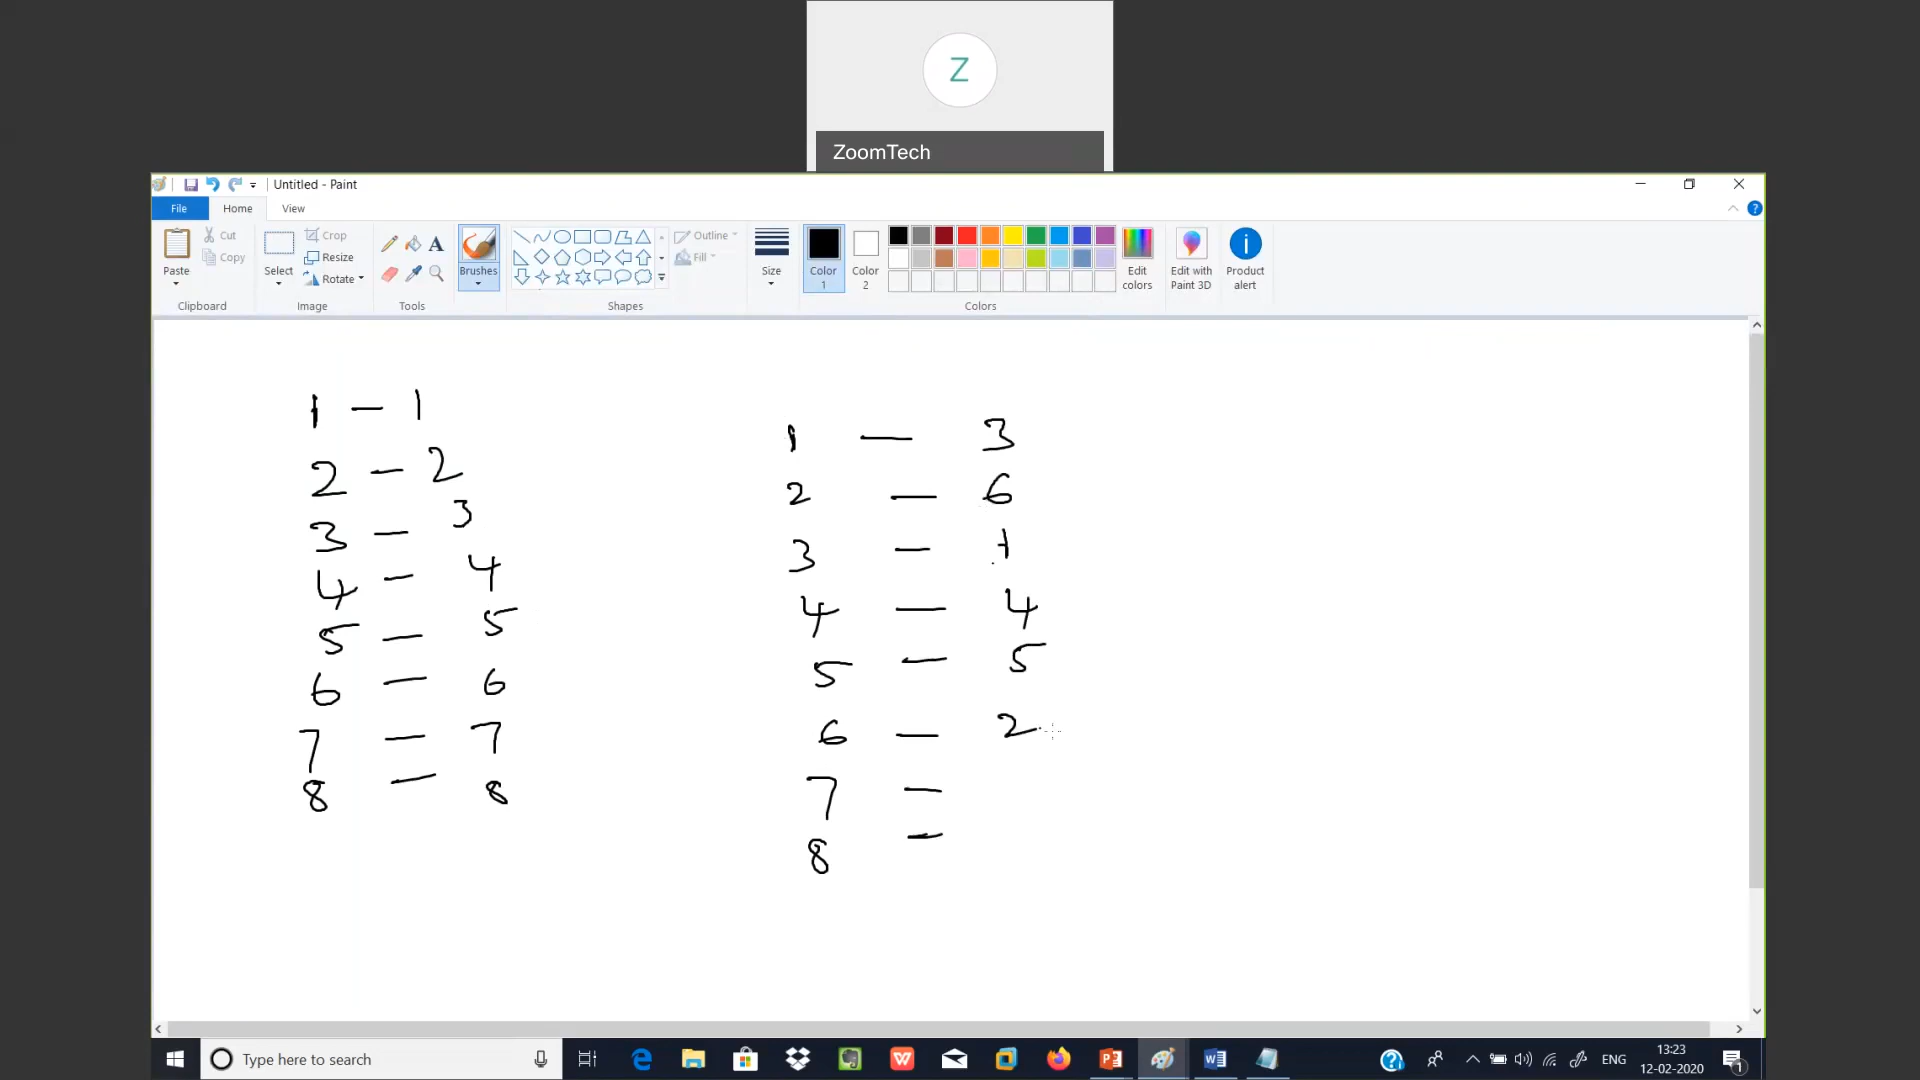 Z
ZoomTech
Untitled - Paint
File Home View
Paste
Cut
Copy
Clipboard
Select
Crop
Resize
Rotate
Image
A
Tools
Brushes
Shapes
Outline
Fill
Size
Color 1
Color 2
Colors
Edit colors
Edit with Paint 3D
Product alert
1 - 1
2 - 2
3 - 3
4 - 4
5 - 5
6 - 6
7 - 7
8 - 8
1 - 3
2 - 6
3 - 1
4 - 4
5 - 5
6 - 2
7 -
8 -
Type here to search
ENG
13:23
12-02-2020
1